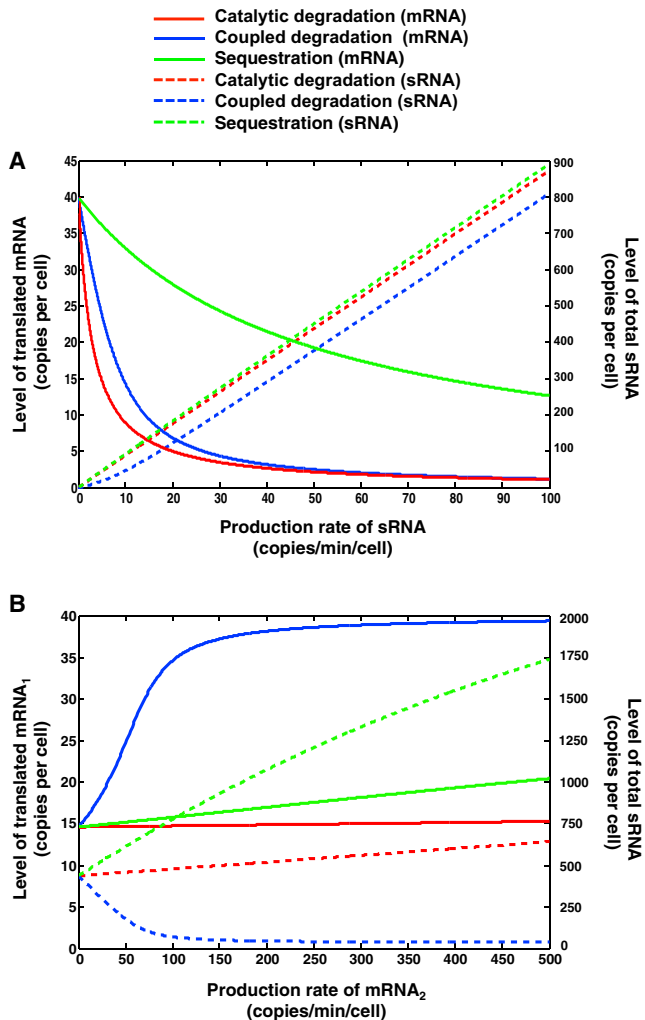 Catalytic degradation (mRNA)
Coupled degradation (mRNA)
Sequestration (mRNA)
Catalytic degradation (sRNA)
Coupled degradation (sRNA)
Sequestration (sRNA)
A
Level of translated mRNA
(copies per cell)
45
40
35
30
25
20
15
10
5
0
900
800
700
600
500
400
300
200
100
Level of total sRNA
(copies per cell)
0 10 20 30 40 50 60 70 80 90 100
Production rate of sRNA
(copies/min/cell)
B
Level of translated mRNA₁
(copies per cell)
40
35
30
25
20
15
10
5
0
2000
1750
1500
1250
1000
750
500
250
0
Level of total sRNA
(copies per cell)
0 50 100 150 200 250 300 350 400 450 500
Production rate of mRNA₂
(copies/min/cell)